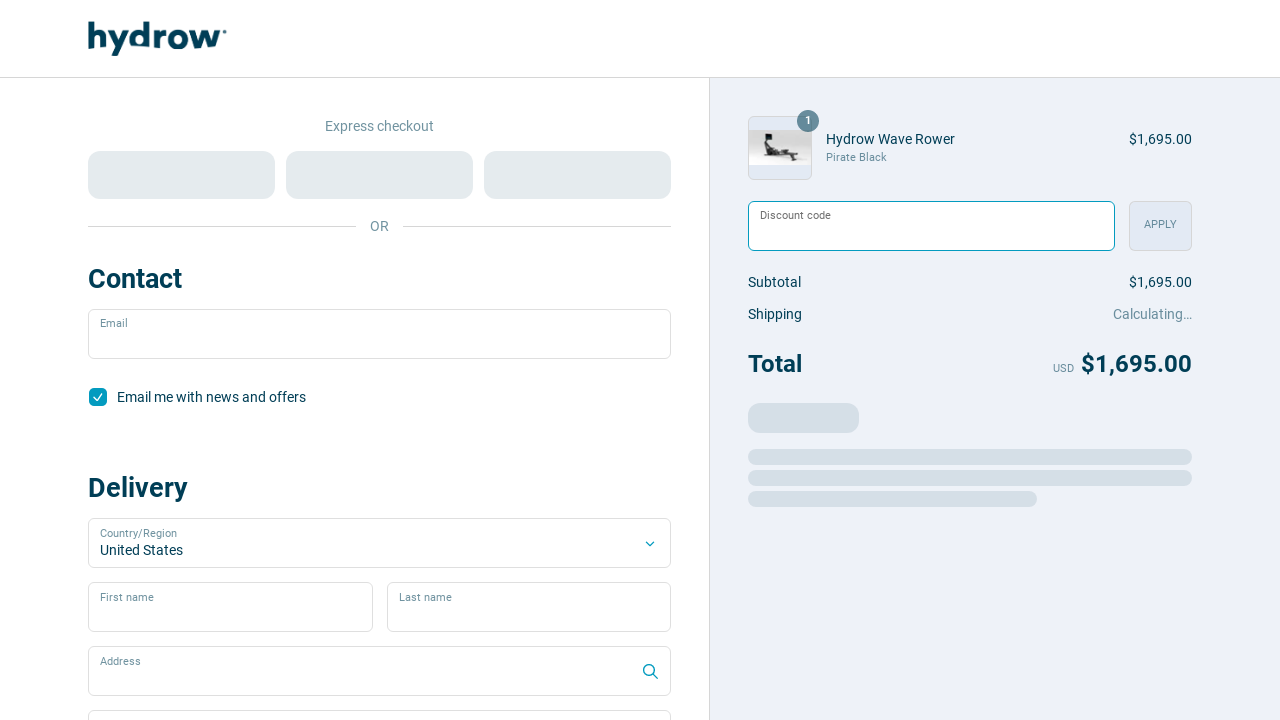 hydrow
Express checkout
OR
Contact
Email
Email me with news and offers
Delivery
Country/Region
United States
First name
Last name
Address
1
Hydrow Wave Rower
$1,695.00
Pirate Black
Discount code
APPLY
Subtotal
$1,695.00
Shipping
Calculating...
Total
USD $1,695.00